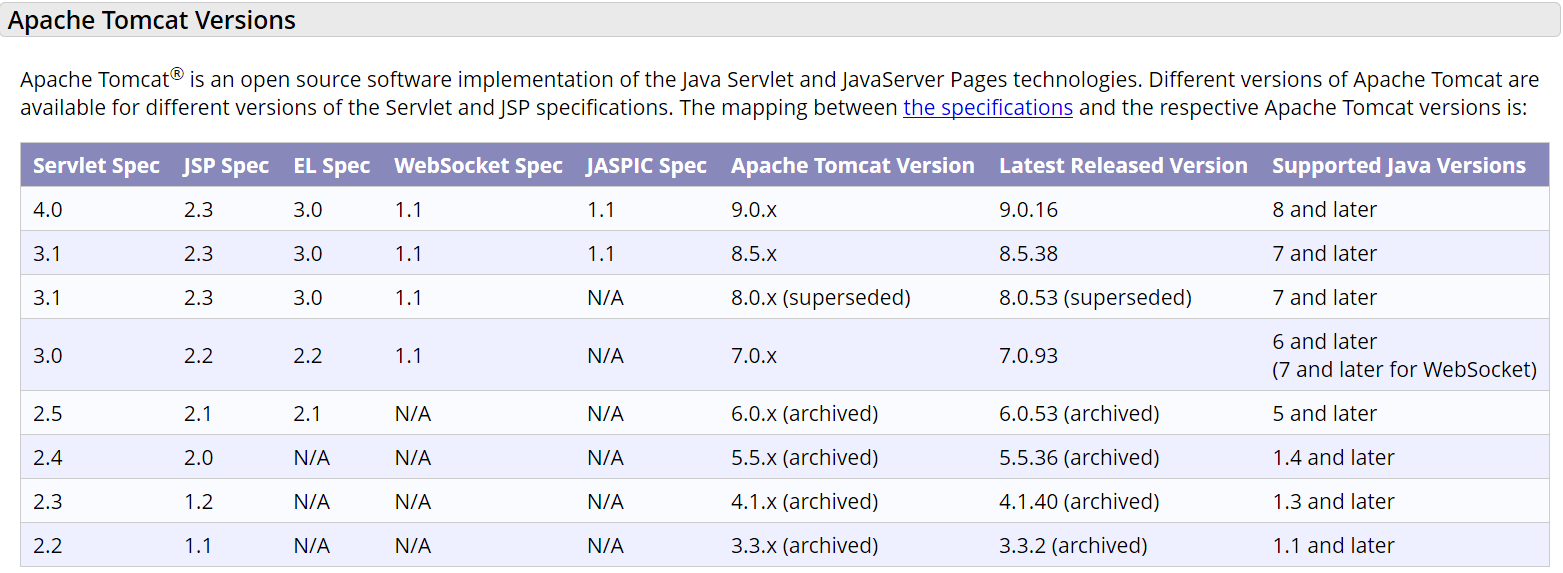 Apache Tomcat Versions
Apache Tomcat® is an open source software implementation of the Java Servlet and JavaServer Pages technologies. Different versions of Apache Tomcat are
available for different versions of the Servlet and JSP specifications. The mapping between the specifications and the respective Apache Tomcat versions is:
Servlet Spec JSP Spec EL Spec WebSocket Spec JASPIC Spec Apache Tomcat Version Latest Released Version Supported Java Versions
4.0 2.3 3.0 1.1 1.1 9.0.x 9.0.16 8 and later
3.1 2.3 3.0 1.1 1.1 8.5.x 8.5.38 7 and later
3.1 2.3 3.0 1.1 N/A 8.0.x (superseded) 8.0.53 (superseded) 7 and later
3.0 2.2 2.2 1.1 N/A 7.0.x 7.0.93 6 and later
(7 and later for WebSocket)
2.5 2.1 2.1 N/A N/A 6.0.x (archived) 6.0.53 (archived) 5 and later
2.4 2.0 N/A N/A N/A 5.5.x (archived) 5.5.36 (archived) 1.4 and later
2.3 1.2 N/A N/A N/A 4.1.x (archived) 4.1.40 (archived) 1.3 and later
2.2 1.1 N/A N/A N/A 3.3.x (archived) 3.3.2 (archived) 1.1 and later